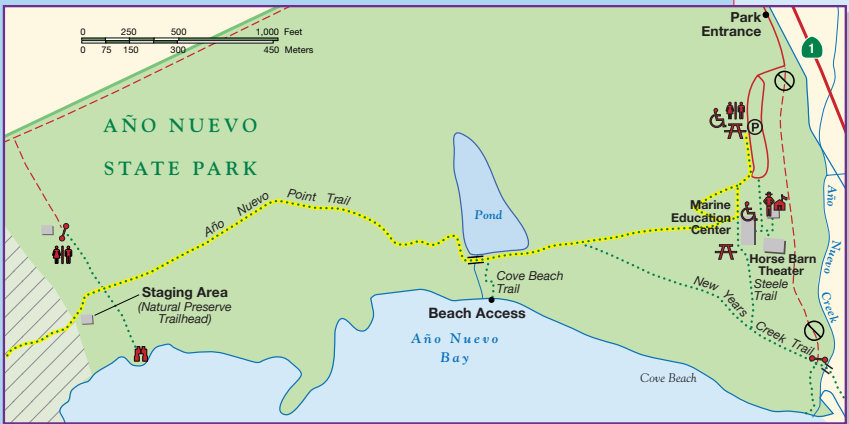 0 250 500 1,000 Feet
0 75 150 300 450 Meters
Park
Entrance
1
AÑO NUEVO
STATE PARK
P
Año Nuevo Point Trail
Pond
Marine
Education
Center
Año Nuevo Creek
Horse Barn
Theater
Steele
Trail
Cove Beach
Trail
New Years Creek Trail
Staging Area
(Natural Preserve
Trailhead)
Beach Access
Año Nuevo
Bay
Cove Beach